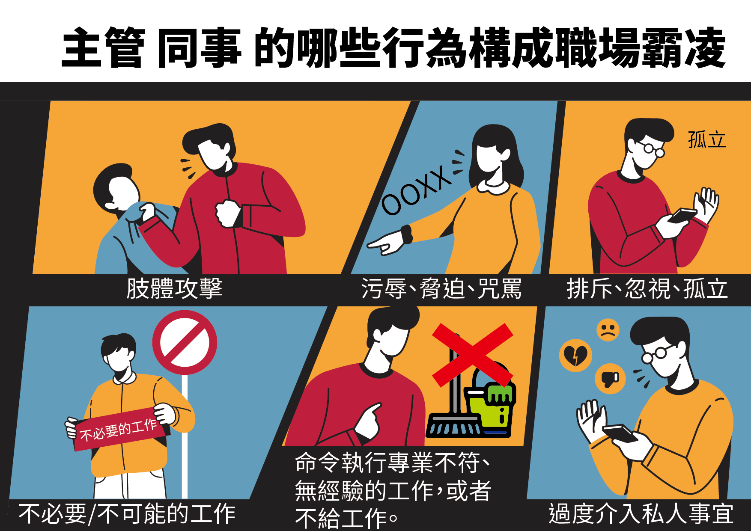 主管 同事 的哪些行為構成職場霸凌
OOXX
孤立
肢體攻擊
污辱、脅迫、咒罵
排斥、忽視、孤立
不必要的工作
不必要/不可能的工作
命令執行專業不符、
無經驗的工作，或者
不給工作。
過度介入私人事宜